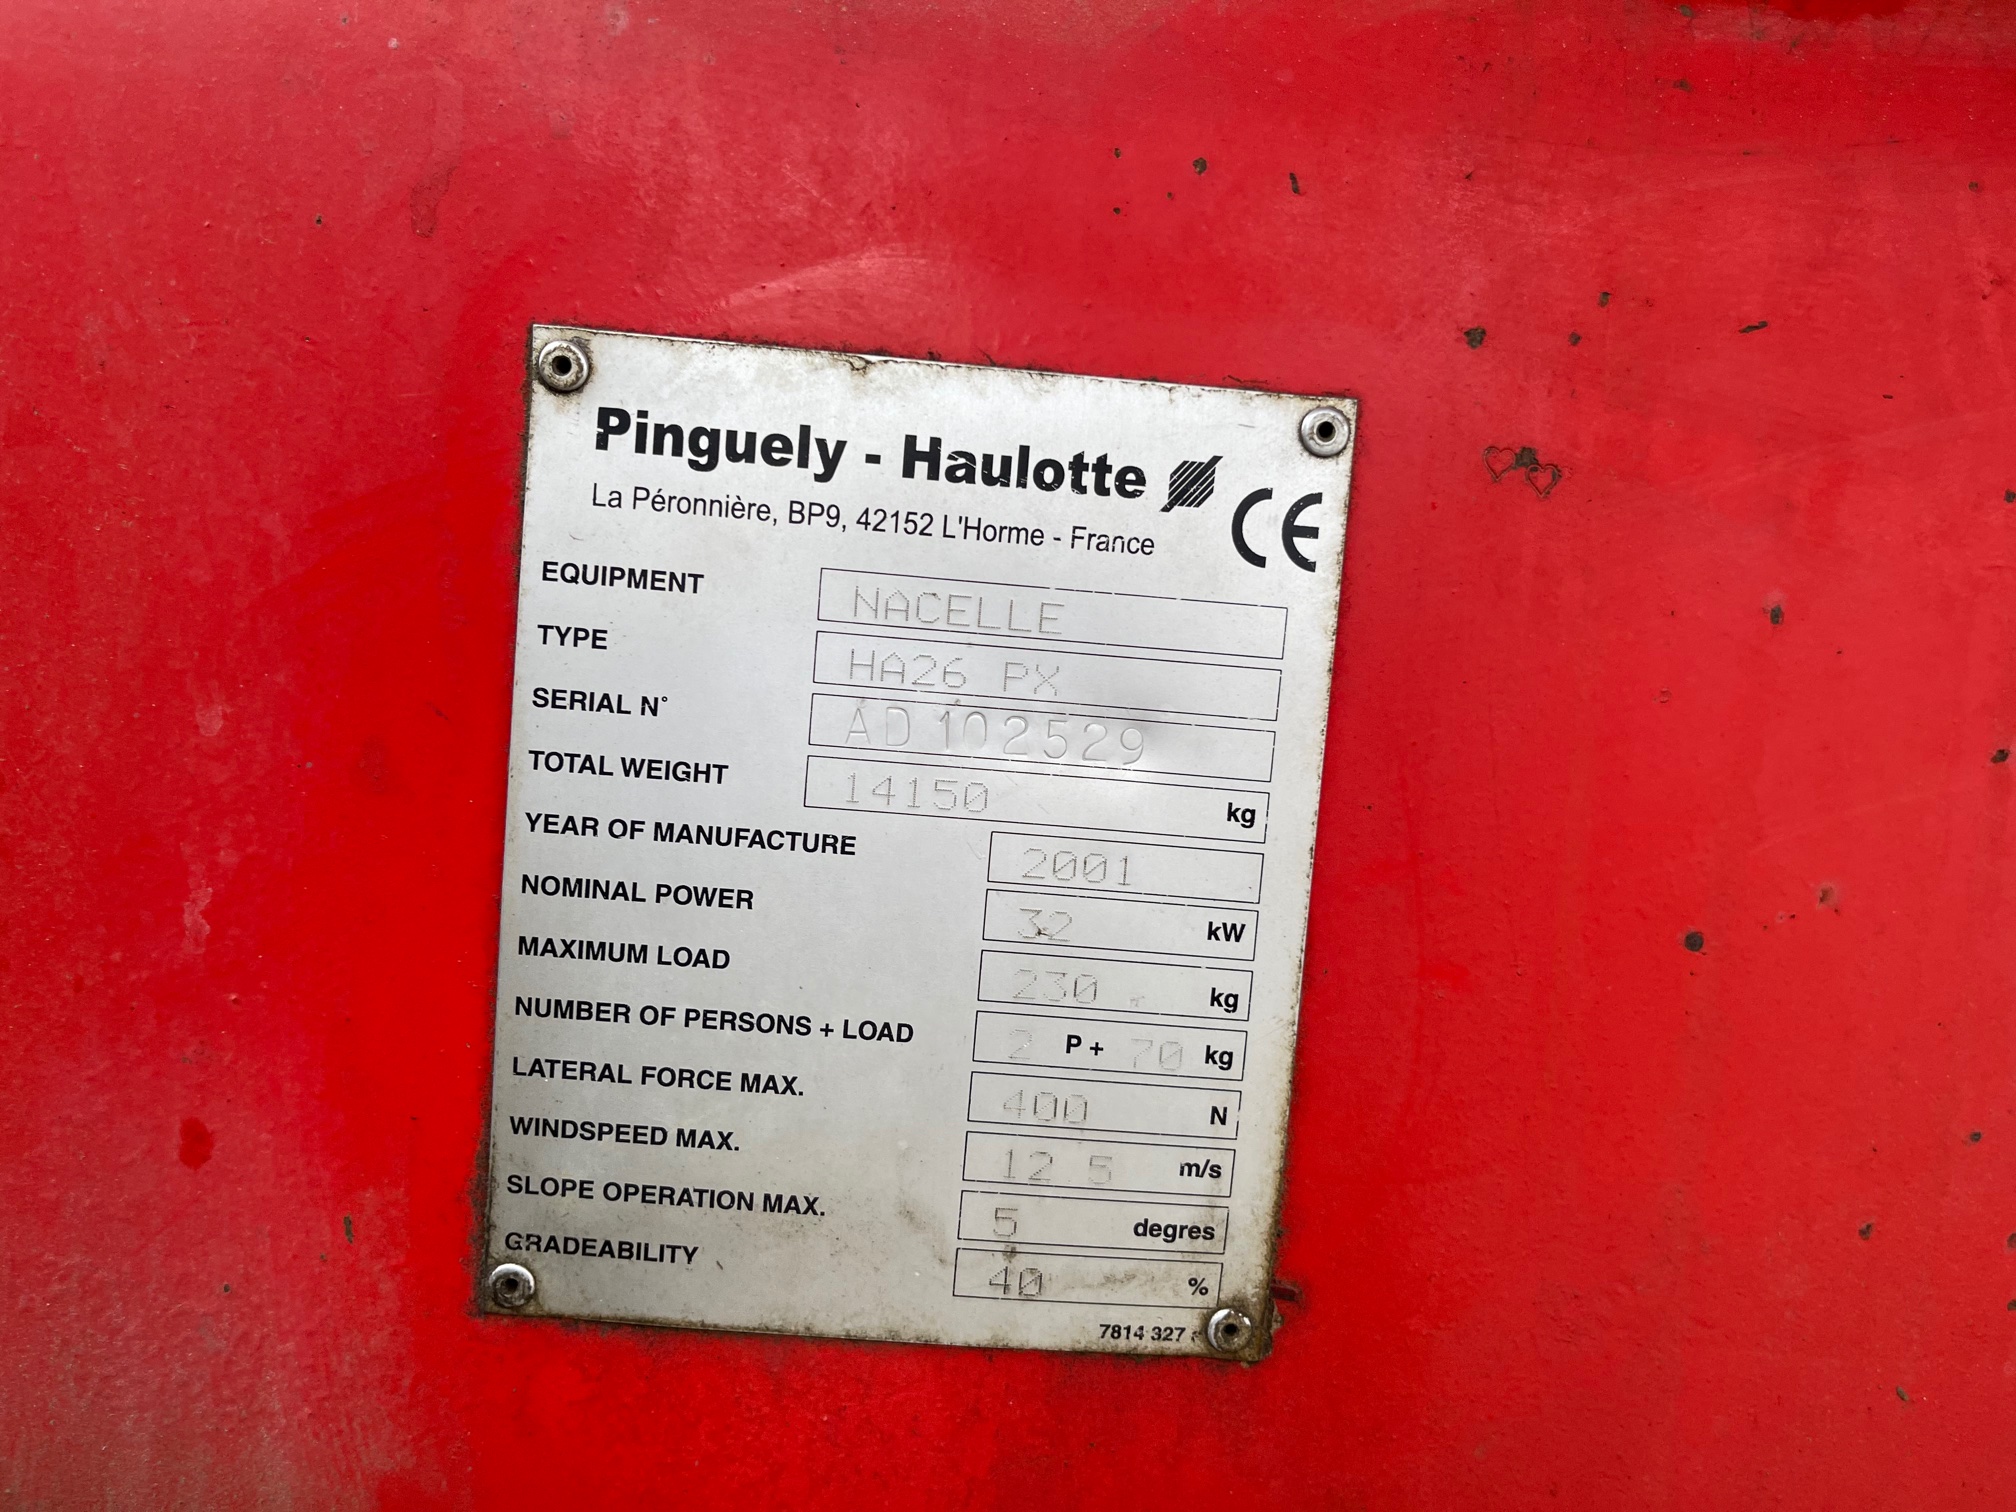 Pinguely - Haulotte
La Péronnière, BP9, 42152 L'Horme - France
CE
EQUIPMENT NACELLE
TYPE HA26 PX
SERIAL N° AD 102529
TOTAL WEIGHT 14150 kg
YEAR OF MANUFACTURE 2001
NOMINAL POWER 32 kW
MAXIMUM LOAD 230 kg
NUMBER OF PERSONS + LOAD 2 P + 70 kg
LATERAL FORCE MAX. 400 N
WINDSPEED MAX. 12 5 m/s
SLOPE OPERATION MAX. 5 degres
GRADEABILITY 40 %
7814 327